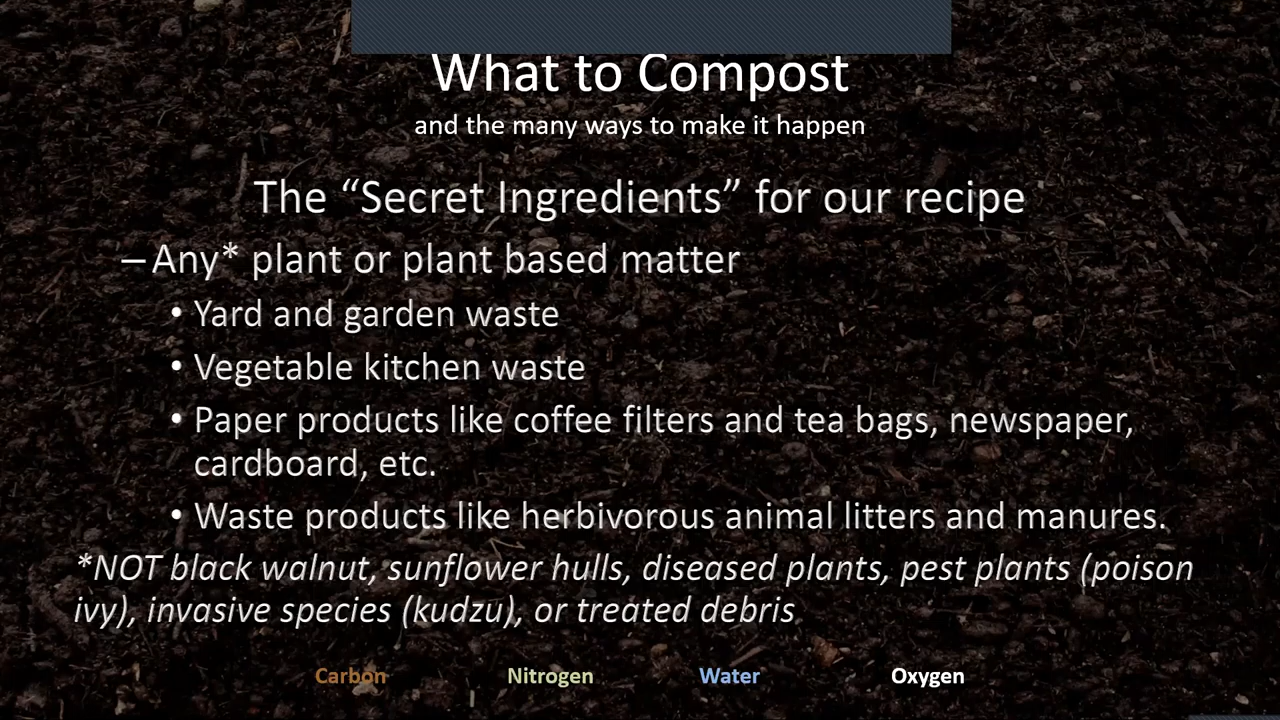 What to Compost
and the many ways to make it happen
The “Secret Ingredients” for our recipe
–Any* plant or plant based matter
• Yard and garden waste
• Vegetable kitchen waste
• Paper products like coffee filters and tea bags, newspaper,
cardboard, etc.
• Waste products like herbivorous animal litters and manures.
*NOT black walnut, sunflower hulls, diseased plants, pest plants (poison
ivy), invasive species (kudzu), or treated debris
Carbon Nitrogen Water Oxygen